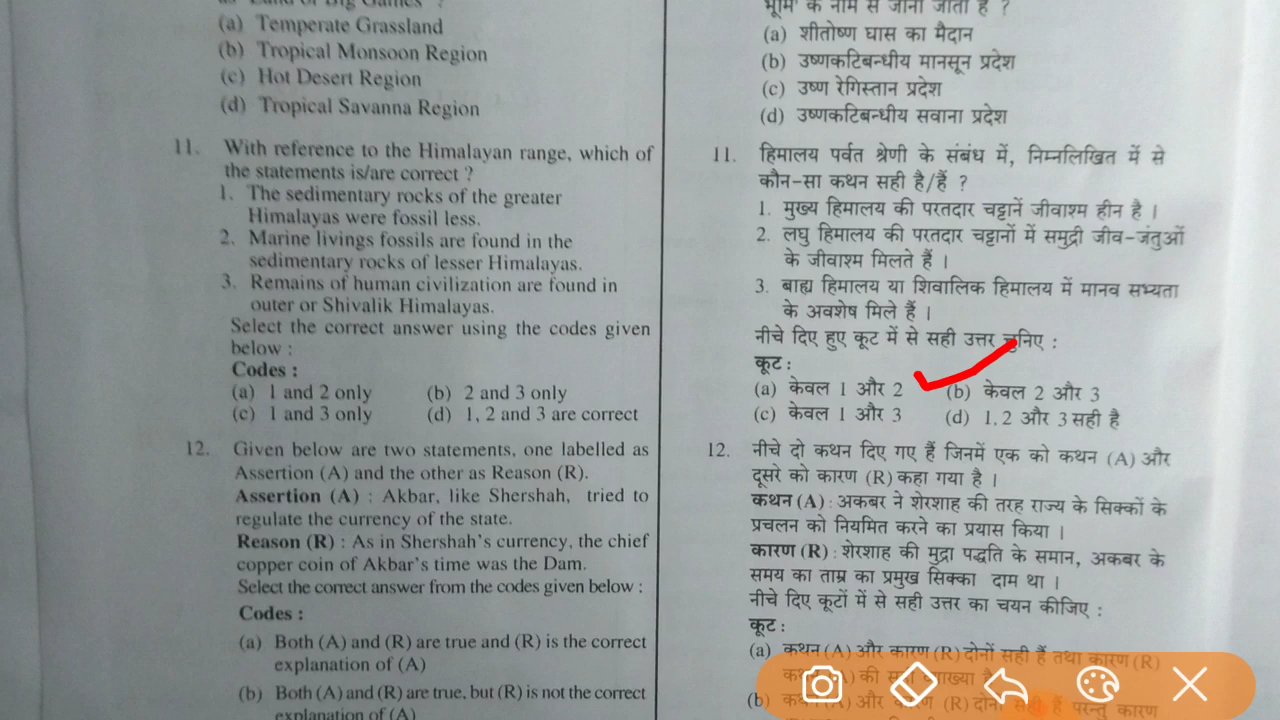 (a) Temperate Grassland
(b) Tropical Monsoon Region
(c) Hot Desert Region
(d) Tropical Savanna Region
11. With reference to the Himalayan range, which of
the statements is/are correct ?
1. The sedimentary rocks of the greater
Himalayas were fossil less.
2. Marine livings fossils are found in the
sedimentary rocks of lesser Himalayas.
3. Remains of human civilization are found in
outer or Shivalik Himalayas.
Select the correct answer using the codes given
below :
Codes :
(a) 1 and 2 only (b) 2 and 3 only
(c) 1 and 3 only (d) 1, 2 and 3 are correct
12. Given below are two statements, one labelled as
Assertion (A) and the other as Reason (R).
Assertion (A) : Akbar, like Shershah, tried to
regulate the currency of the state.
Reason (R) : As in Shershah's currency, the chief
copper coin of Akbar's time was the Dam.
Select the correct answer from the codes given below :
Codes :
(a) Both (A) and (R) are true and (R) is the correct
explanation of (A)
(b) Both (A) and (R) are true, but (R) is not the correct
explanation of (A)
भूमि' के नाम से जाना जाता है ?
(a) शीतोष्ण घास का मैदान
(b) उष्णकटिबन्धीय मानसून प्रदेश
(c) उष्ण रेगिस्तान प्रदेश
(d) उष्णकटिबन्धीय सवाना प्रदेश
11. हिमालय पर्वत श्रेणी के संबंध में, निम्नलिखित में से
कौन-सा कथन सही है/हैं ?
1. मुख्य हिमालय की परतदार चट्टानें जीवाश्म हीन है ।
2. लघु हिमालय की परतदार चट्टानों में समुद्री जीव-जंतुओं
के जीवाश्म मिलते हैं ।
3. बाह्य हिमालय या शिवालिक हिमालय में मानव सभ्यता
के अवशेष मिले हैं ।
नीचे दिए हुए कूट में से सही उत्तर चुनिए :
कूट :
(a) केवल 1 और 2 (b) केवल 2 और 3
(c) केवल 1 और 3 (d) 1, 2 और 3 सही है
12. नीचे दो कथन दिए गए हैं जिनमें एक को कथन (A) और
दूसरे को कारण (R) कहा गया है ।
कथन (A) : अकबर ने शेरशाह की तरह राज्य के सिक्कों के
प्रचलन को नियमित करने का प्रयास किया ।
कारण (R) : शेरशाह की मुद्रा पद्धति के समान, अकबर के
समय का ताम्र का प्रमुख सिक्का दाम था ।
नीचे दिए कूटों में से सही उत्तर का चयन कीजिए :
कूट :
(a) कथन (A) और कारण (R) दोनों सही हैं तथा कारण (R)
की
(b) और (R) परन्तु कारण